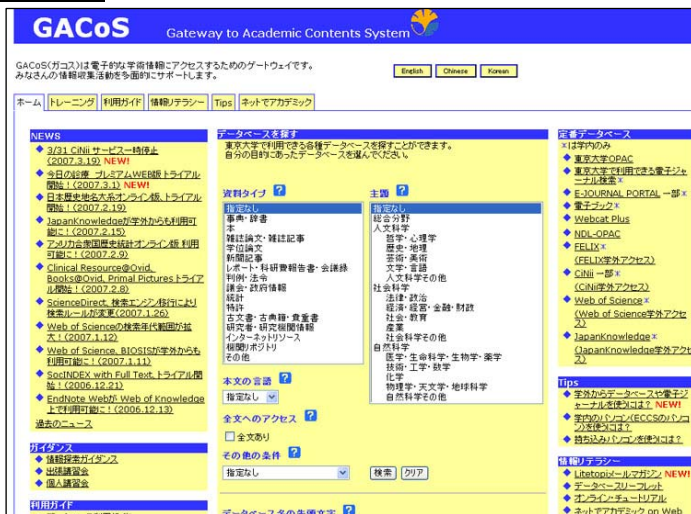 GACoS Gateway to Academic Contents System
GACoS(ガコス)は電子的な学術情報にアクセスするためのゲートウェイです。
みなさんの情報収集活動を多面的にサポートします。
English Chinese Korean
ホーム トレーニング 利用ガイド 情報リテラシー Tips ネットでアカデミック
NEWS
3/31 CiNii サービス一時停止
(2007.3.19) NEW!
今日の診療 プレミアムWEB版トライアル
開始！(2007.3.1) NEW!
日本歴史地名大系オンライン版、トライアル
開始！(2007.2.19)
JapanKnowledgeが学外からも利用可
能に！(2007.2.15)
アメリカ合衆国歴史統計オンライン版 利用
可能に！(2007.2.9)
Clinical Resource@Ovid,
Books@Ovid, Primal Pictures トライア
ル開始！(2007.2.8)
ScienceDirect、検索エンジン移行により
検索ルールが変更(2007.1.26)
Web of Scienceの検索年代範囲が拡
大！(2007.1.12)
Web of Science, BIOSISが学外からも
利用可能に！(2007.1.11)
SocINDEX with Full Text、トライアル開
始！(2006.12.21)
EndNote Webが Web of Knowledge
上で利用可能に！(2006.12.13)
過去のニュース
ガイダンス
情報探索ガイダンス
出張講習会
個人講習会
利用ガイド
データベースを探す
東京大学で利用できる各種データベースを探すことができます。
自分の目的にあったデータベースを選んでください。
資料タイプ ?
指定なし
事典・辞書
本
雑誌論文・雑誌記事
学位論文
新聞記事
レポート・科研費報告書・会議録
判例・法令
議会・政府情報
統計
特許
古文書・古典籍・貴重書
研究者・研究機関情報
インターネットリソース
機関リポジトリ
その他
主題 ?
指定なし
総合分野
人文科学
哲学・心理学
歴史・地理
芸術・美術
文学・言語
人文科学その他
社会科学
法律・政治
経済・経営・金融・財政
社会・教育
産業
社会科学その他
自然科学
医学・生命科学・生物学・薬学
技術・工学・数学
化学
物理学・天文学・地球科学
自然科学その他
本文の言語 ?
指定なし
全文へのアクセス ?
全文あり
その他の条件 ?
指定なし 検索 クリア
データベース名の先頭文字 ?
定番データベース
×は学内のみ
東京大学OPAC
東京大学で利用できる電子ジャ
ーナル検索×
E-JOURNAL PORTAL 一部×
電子ブック×
Webcat Plus
NDL-OPAC
FELIX×
(FELIX学外アクセス)
CiNii 一部×
(CiNii学外アクセス)
Web of Science×
(Web of Science学外アクセ
ス)
JapanKnowledge×
(JapanKnowledge学外アクセ
ス)
Tips
学外からデータベースや電子ジ
ャーナルを使うには？ NEW!
学内のパソコン(ECCSのパソコ
ン)を使うには？
持ち込みパソコンを使うには？
情報リテラシー
Litetopiメールマガジン NEW!
データベースリーフレット
オンライン・チュートリアル
ネットでアカデミック on Web